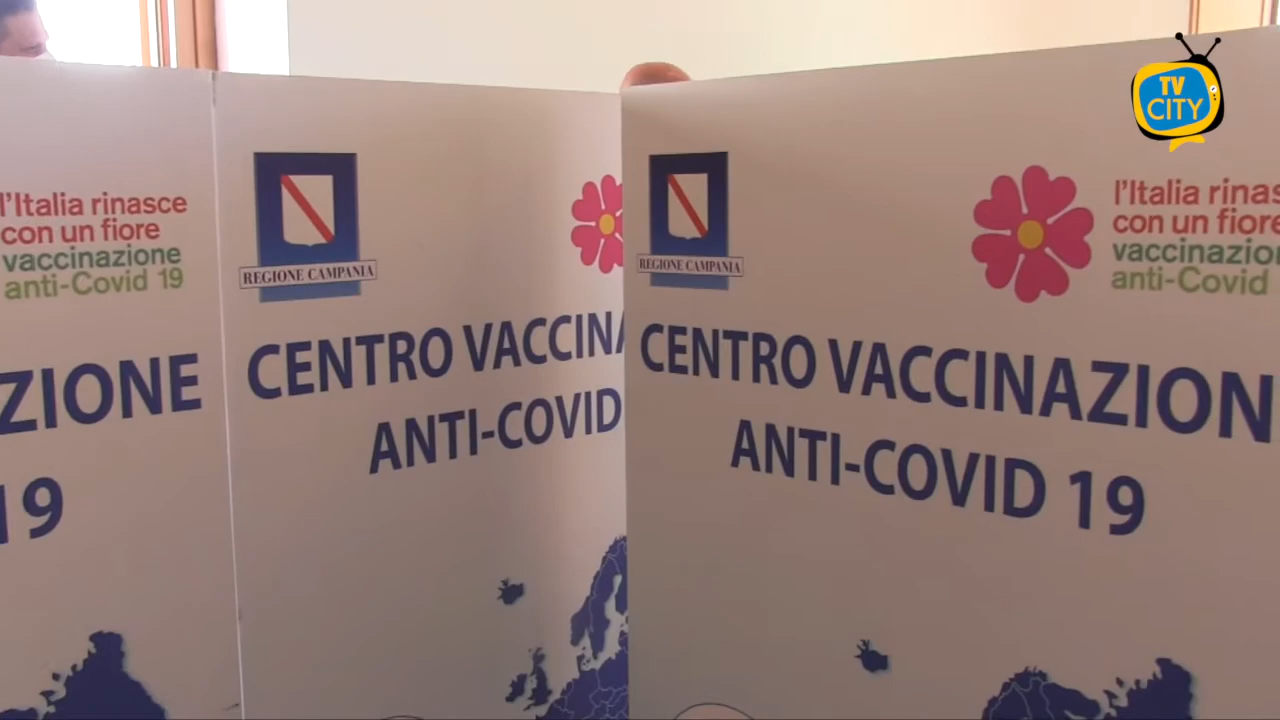 TV
CITY
l'Italia rinasce
con un fiore
vaccinazione
anti-Covid 19
ZIONE
19
REGIONE CAMPANIA
CENTRO VACCINA
ANTI-COVID
REGIONE CAMPANIA
l'Italia rinas
con un fiore
vaccinazion
anti-Covid
CENTRO VACCINAZION
ANTI-COVID 19